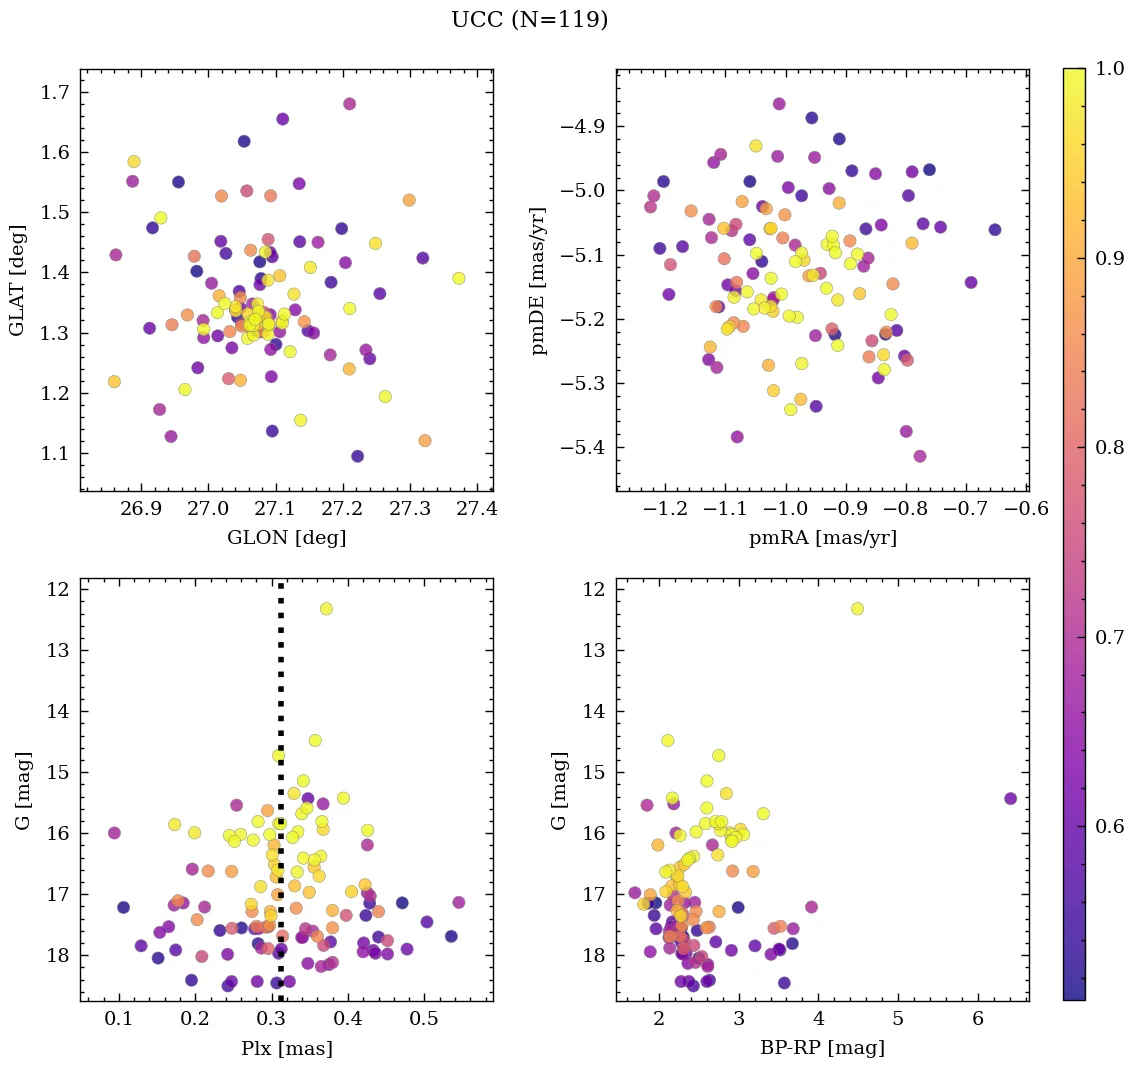 UCC (N=119)
1.7
1.6
1.5
1.4
1.3
1.2
1.1
GLAT [deg]
26.9 27.0 27.1 27.2 27.3 27.4
GLON [deg]
−4.9
−5.0
−5.1
−5.2
−5.3
−5.4
pmDE [mas/yr]
−1.2 −1.1 −1.0 −0.9 −0.8 −0.7 −0.6
pmRA [mas/yr]
1.0
0.9
0.8
0.7
0.6
12
13
14
15
16
17
18
G [mag]
0.1 0.2 0.3 0.4 0.5
Plx [mas]
12
13
14
15
16
17
18
G [mag]
2 3 4 5 6
BP-RP [mag]